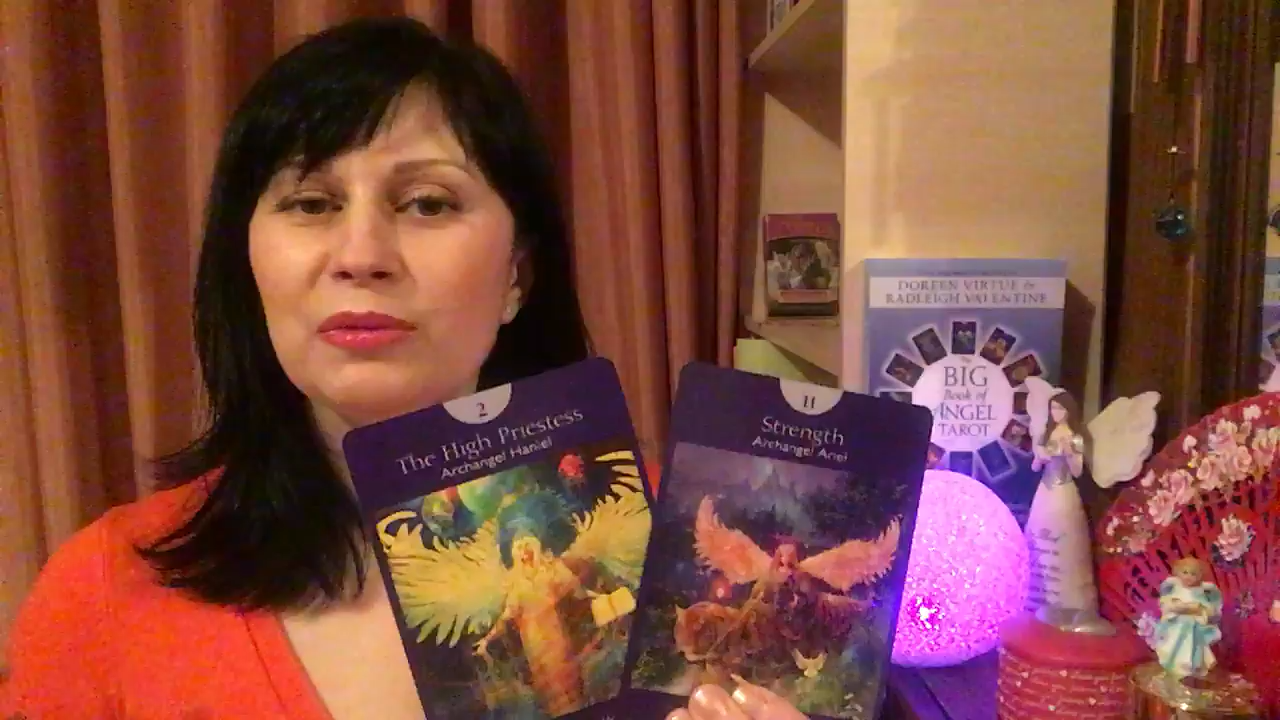 2
The High Priestess
Archangel Haniel
11
Strength
Archangel Ariel
DOREEN VIRTUE &
RADLEIGH VALENTINE
BIG
Book of
ANGEL
TAROT